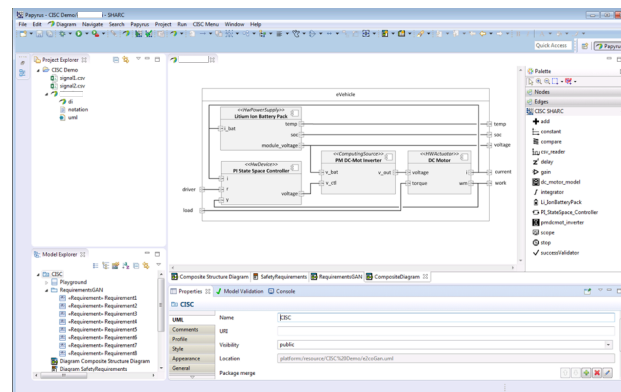 Papyrus - CISC Demo/ - SHARC
File Edit Diagram Navigate Search Papyrus Project Run CISC Menu Window Help
Quick Access
Papyrus
Project Explorer
CISC Demo
signal1.csv
signal2.csv
di
notation
uml
eVehicle
«HwPowerSupply»
Litium Ion Battery Pack
temp
i_bat
soc
module_voltage
«HwDevice»
PI State Space Controller
i
r
y
voltage
«ComputingSource»
PM DC-Mot Inverter
v_bat
v_out
v_ctl
«HWActuator»
DC Motor
voltage
i
torque
wm
temp
soc
voltage
current
work
driver
load
Palette
Nodes
Edges
CISC SHARC
add
constant
compare
csv_reader
delay
gain
dc_motors_model
integrator
Li_IonBatteryPack
PI_StateSpace_Controller
pmdcmot_inverter
scope
stop
successValidator
Model Explorer
CISC
Playground
RequirementsGAN
«Requirement» Requirement1
«Requirement» Requirement2
«Requirement» Requirement3
«Requirement» Requirement4
«Requirement» Requirement5
«Requirement» Requirement6
«Requirement» Requirement7
«Requirement» Requirement8
Diagram Composite Structure Diagram
Diagram SafetyRequirements
Composite Structure Diagram SafetyRequirements RequirementsGAN CompositeDiagram
Properties Model Validation Console
CISC
UML
Comments
Profile
Style
Appearance
General
Name CISC
URI
Visibility public
Location platform:/resource/CISC%20Demo/e2coGan.uml
Package merge